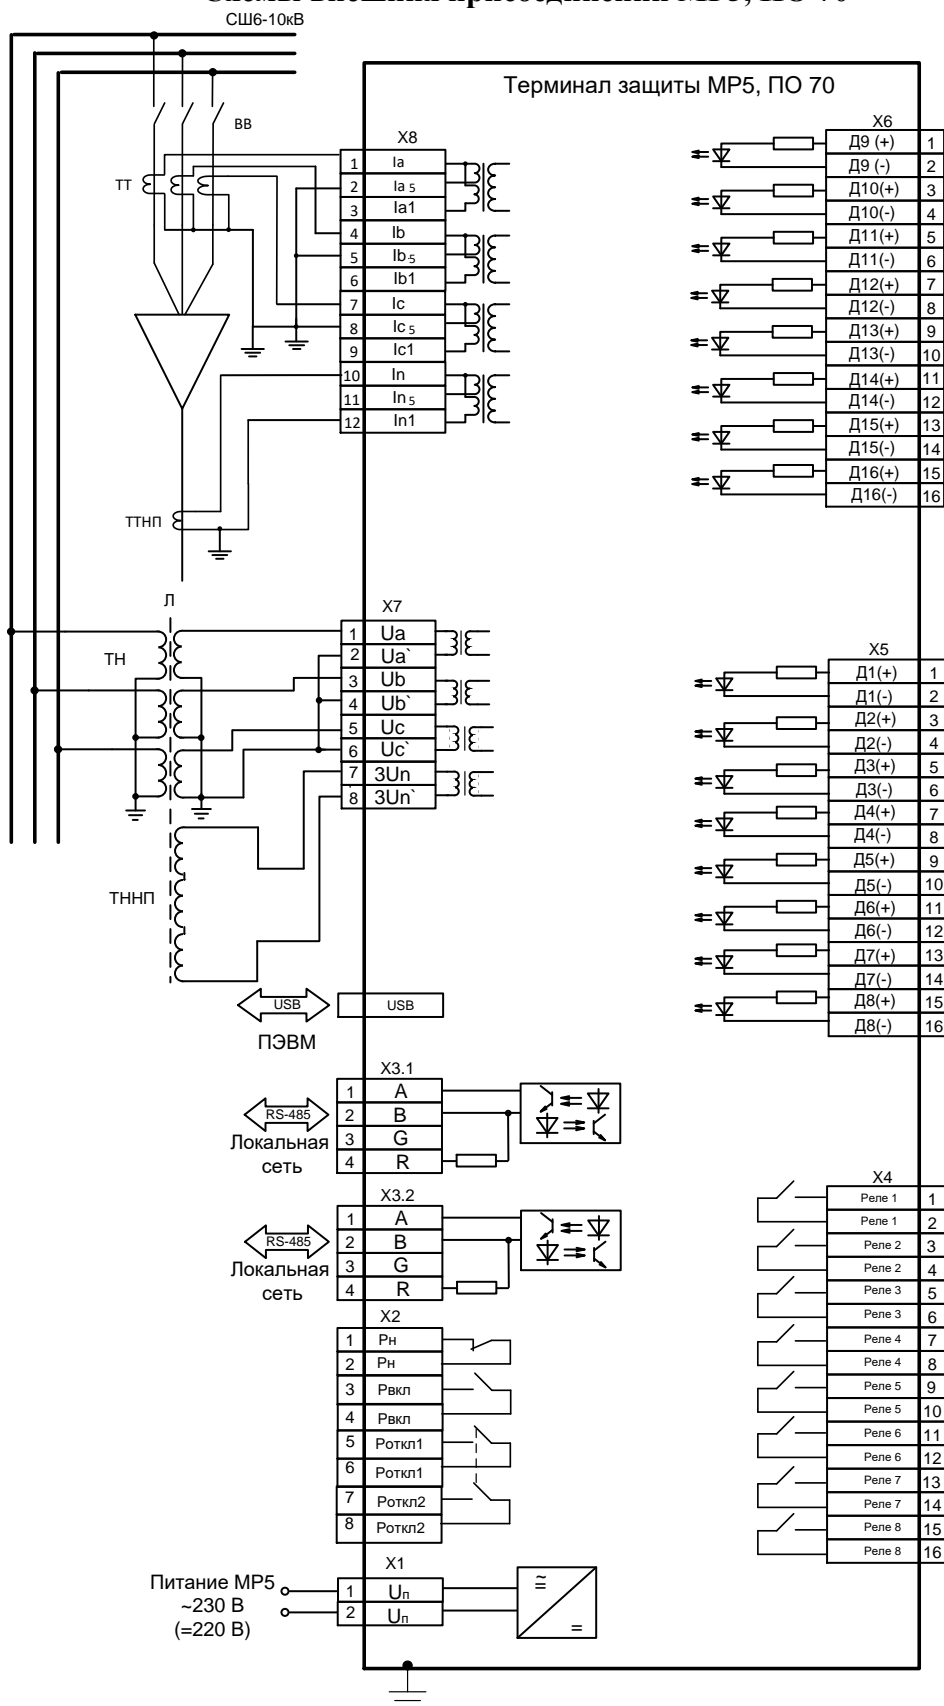 СШ6-10кВ
Терминал защиты МР5, ПО 70
ВВ
ТТ
X8
1 Ia
2 Ia 5
3 Ia1
4 Ib
5 Ib 5
6 Ib1
7 Ic
8 Ic 5
9 Ic1
10 In
11 In 5
12 In1
ТТНП
Л
X6
Д9 (+) 1
Д9 (-) 2
Д10(+) 3
Д10(-) 4
Д11(+) 5
Д11(-) 6
Д12(+) 7
Д12(-) 8
Д13(+) 9
Д13(-) 10
Д14(+) 11
Д14(-) 12
Д15(+) 13
Д15(-) 14
Д16(+) 15
Д16(-) 16
ТН
X7
1 Ua
2 Ua`
3 Ub
4 Ub`
5 Uc
6 Uc`
7 3Un
8 3Un`
ТННП
X5
Д1(+) 1
Д1(-) 2
Д2(+) 3
Д2(-) 4
Д3(+) 5
Д3(-) 6
Д4(+) 7
Д4(-) 8
Д5(+) 9
Д5(-) 10
Д6(+) 11
Д6(-) 12
Д7(+) 13
Д7(-) 14
Д8(+) 15
Д8(-) 16
USB
USB
ПЭВМ
X3.1
1 A
2 B
3 G
4 R
RS-485
Локальная
сеть
X3.2
1 A
2 B
3 G
4 R
RS-485
Локальная
сеть
X2
1 Рн
2 Рн
3 Рвкл
4 Рвкл
5 Роткл1
6 Роткл1
7 Роткл2
8 Роткл2
X4
Реле 1 1
Реле 1 2
Реле 2 3
Реле 2 4
Реле 3 5
Реле 3 6
Реле 4 7
Реле 4 8
Реле 5 9
Реле 5 10
Реле 6 11
Реле 6 12
Реле 7 13
Реле 7 14
Реле 8 15
Реле 8 16
X1
1 Uп
2 Uп
Питание МР5
~230 В
(=220 В)